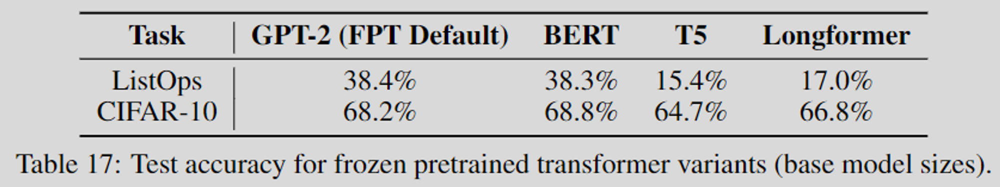 Task GPT-2 (FPT Default) BERT T5 Longformer
ListOps 38.4% 38.3% 15.4% 17.0%
CIFAR-10 68.2% 68.8% 64.7% 66.8%
Table 17: Test accuracy for frozen pretrained transformer variants (base model sizes).